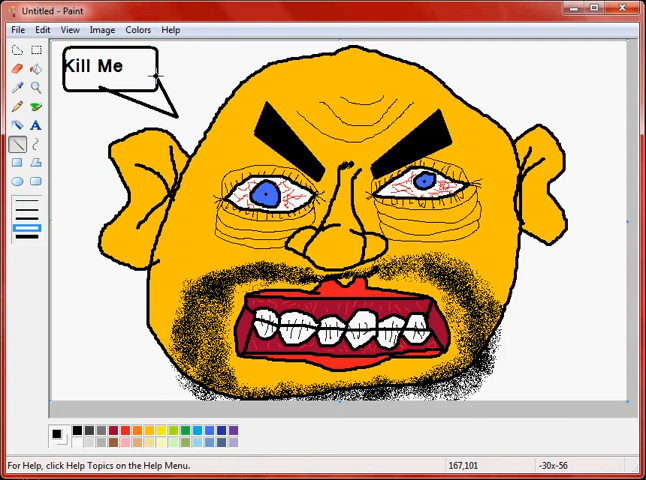 Untitled - Paint
File Edit View Image Colors Help
Kill Me
For Help, click Help Topics on the Help Menu. 167,101 -30x-56